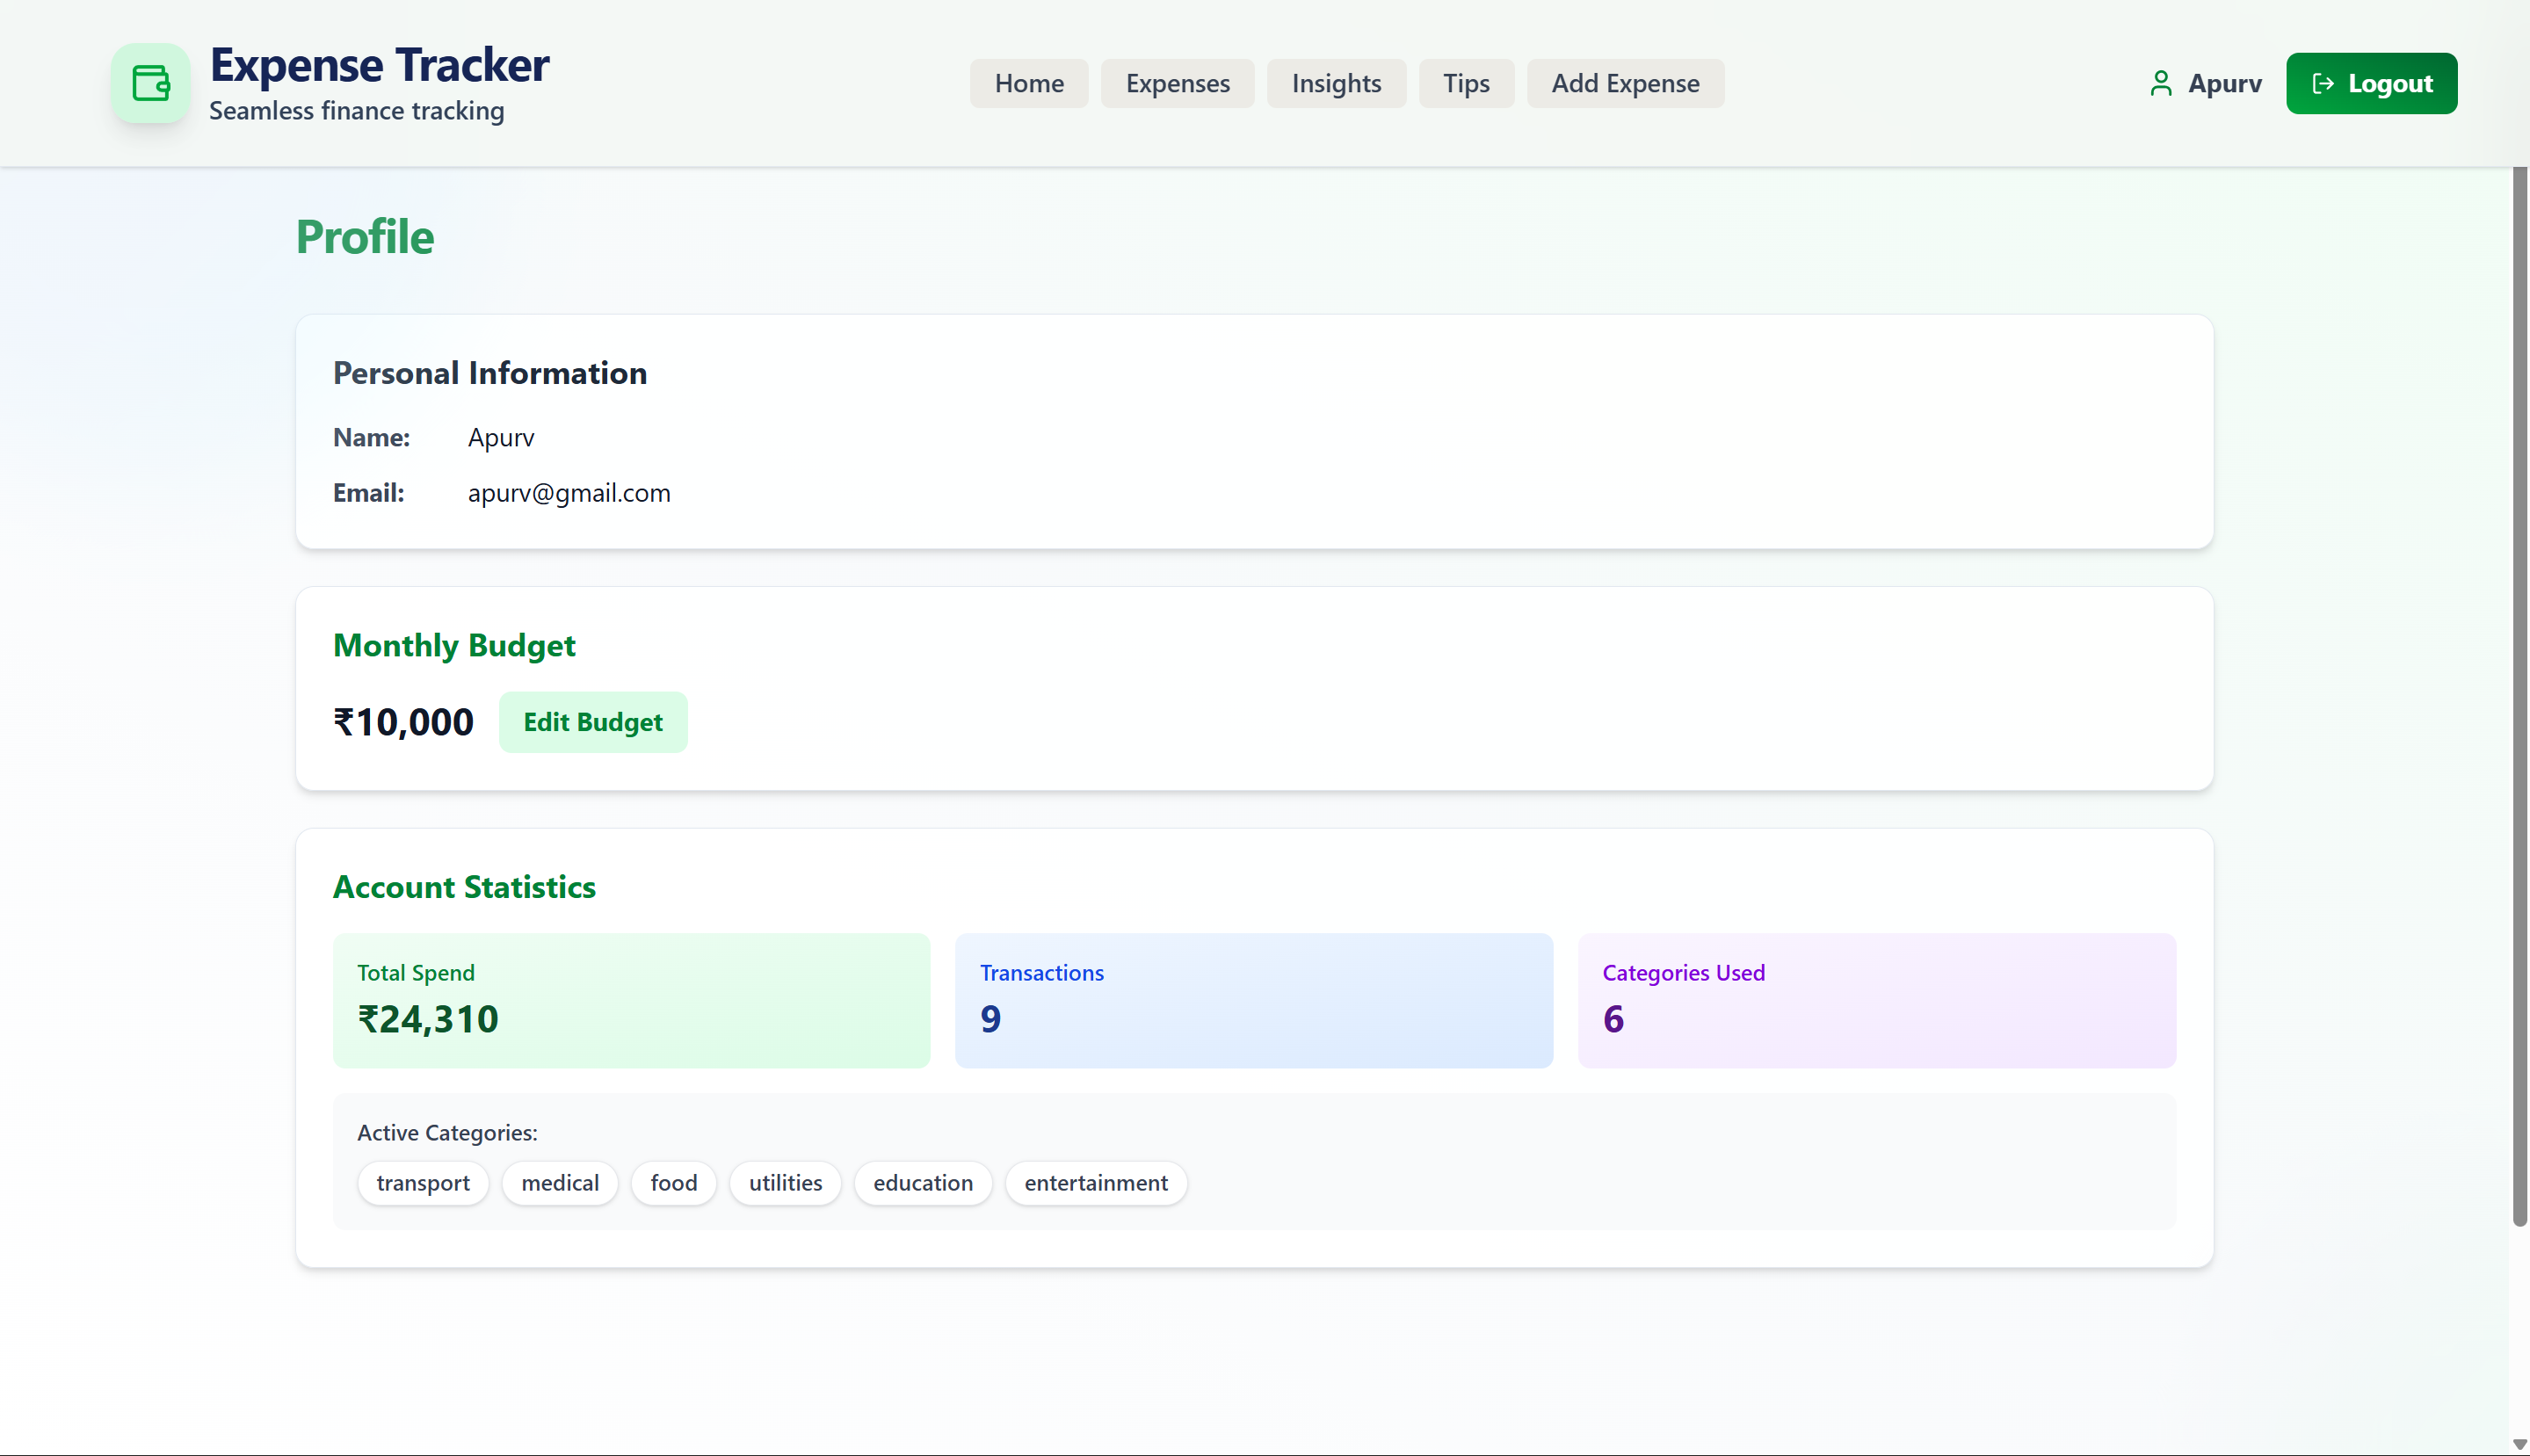 Expense Tracker
Seamless finance tracking
Home
Expenses
Insights
Tips
Add Expense
Apurv
Logout
Profile
Personal Information
Name: Apurv
Email: apurv@gmail.com
Monthly Budget
₹10,000
Edit Budget
Account Statistics
Total Spend
₹24,310
Transactions
9
Categories Used
6
Active Categories:
transport
medical
food
utilities
education
entertainment